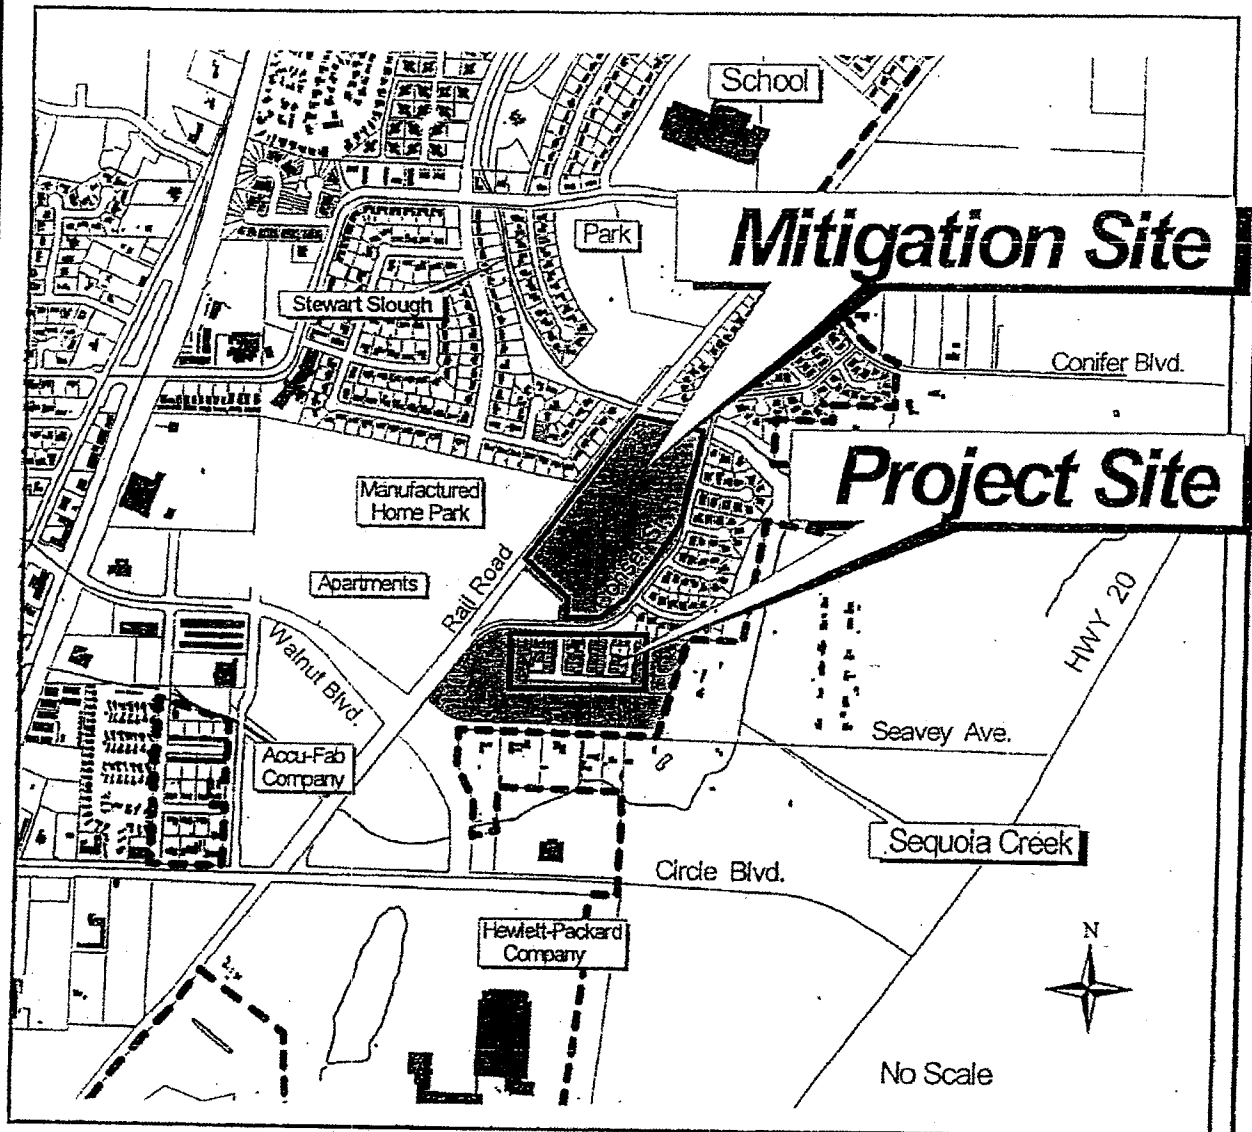 School
Mitigation Site
Park
Stewart Slough
Conifer Blvd.
Project Site
Manufactured
Home Park
Apartments
Rail Road
HWY 20
Walnut Blvd.
Seavey Ave.
Accu-Fab
Company
Sequoia Creek
Circle Blvd.
Hewlett-Packard
Company
N
No Scale